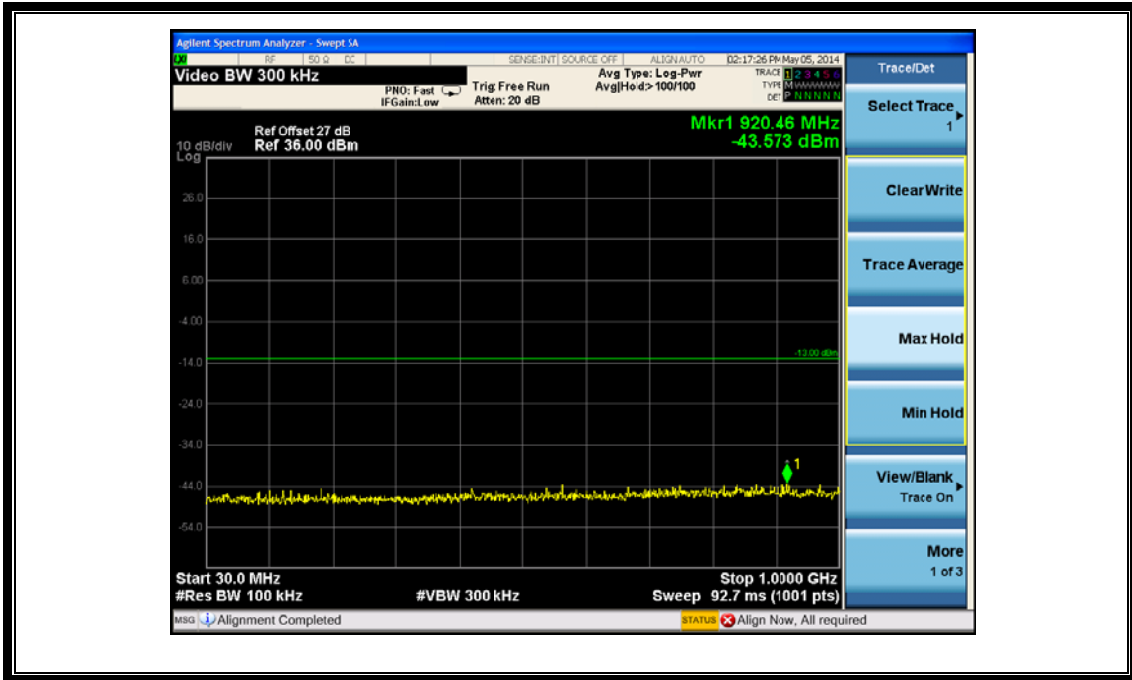 Agilent Spectrum Analyzer - Swept SA
LXI RF 50 Ω DC SENSE:INT SOURCE OFF ALIGN AUTO 02:17:26 PM May 05, 2014
Video BW 300 kHz
PNO: Fast
IFGain:Low
Trig: Free Run
Atten: 20 dB
Avg Type: Log-Pwr
Avg|Hold:> 100/100
TRACE 1 2 3 4 5 6
TYPE M W W W W W
DET P N N N N N
Mkr1 920.46 MHz
-43.573 dBm
Ref Offset 27 dB
10 dB/div Ref 36.00 dBm
Log
26.0
16.0
6.00
-4.00
-14.0
-24.0
-34.0
-44.0
-54.0
-13.00 dBm
1
Start 30.0 MHz
Stop 1.0000 GHz
#Res BW 100 kHz
#VBW 300 kHz
Sweep 92.7 ms (1001 pts)
MSG Alignment Completed
STATUS Align Now, All required
Trace/Det
Select Trace
1
Clear Write
Trace Average
Max Hold
Min Hold
View/Blank
Trace On
More
1 of 3